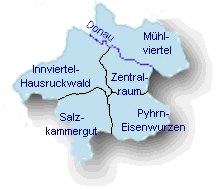 Donau
Mühl-
viertel
Innviertel-
Hausruckwald
Zentral-
raum
Salz-
kammergut
Pyhrn-
Eisenwurzen